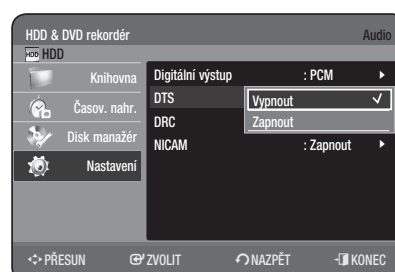 HDD & DVD rekordér Audio
HDD HDD
Knihovna
Časov. nahr.
Disk manažér
Nastavení
Digitální výstup : PCM
DTS
DRC
NICAM : Zapnout
Vypnout
Zapnout
PŘESUN ZVOLIT NAZPĚT KONEC